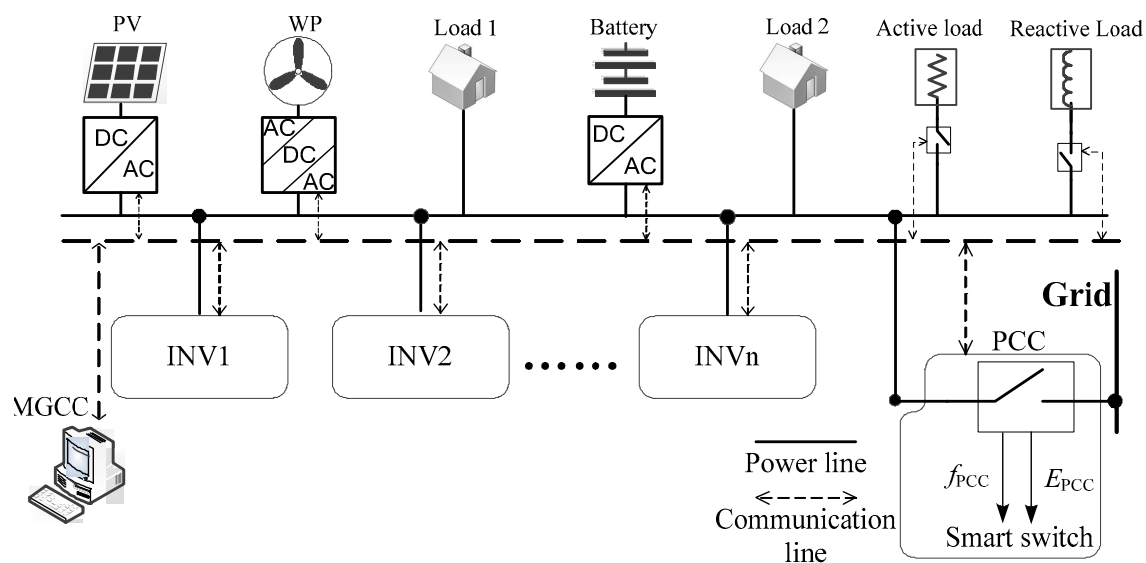 PV
WP
Load 1
Battery
Load 2
Active load
Reactive Load
DC
AC
AC
DC
AC
DC
AC
Grid
INV1
INV2
INVn
PCC
MGCC
Power line
Communication
line
fPCC
EPCC
Smart switch